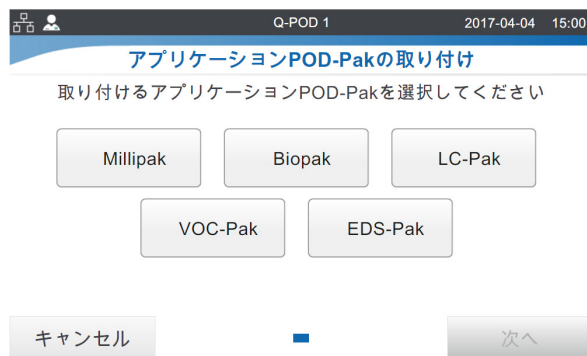 Q-POD 1 2017-04-04 15:00
アプリケーションPOD-Pakの取り付け
取り付けるアプリケーションPOD-Pakを選択してください
Millipak Biopak LC-Pak
VOC-Pak EDS-Pak
キャンセル 次へ